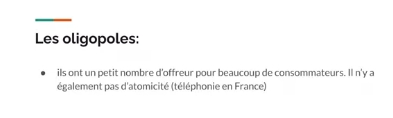 Les oligopoles:
● ils ont un petit nombre d'offreur pour beaucoup de consommateurs. Il n'y a
également pas d'atomicité (téléphonie en France)